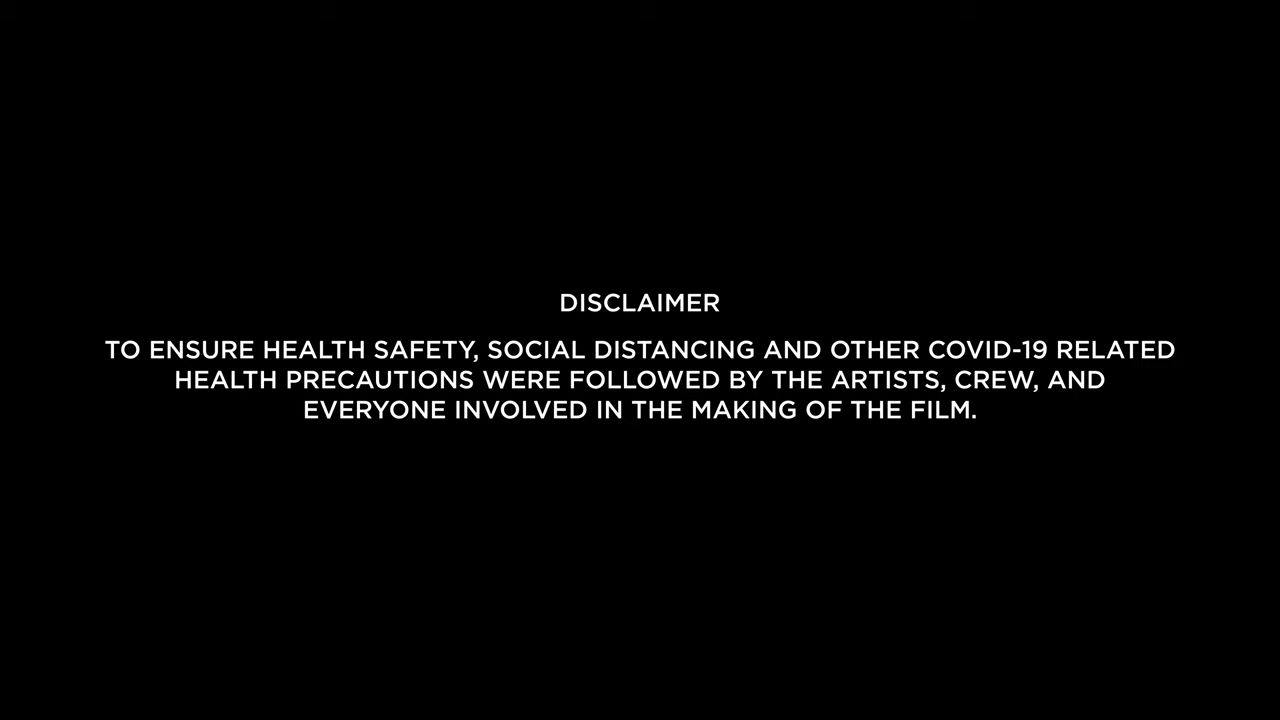 DISCLAIMER
TO ENSURE HEALTH SAFETY, SOCIAL DISTANCING AND OTHER COVID-19 RELATED
HEALTH PRECAUTIONS WERE FOLLOWED BY THE ARTISTS, CREW, AND
EVERYONE INVOLVED IN THE MAKING OF THE FILM.